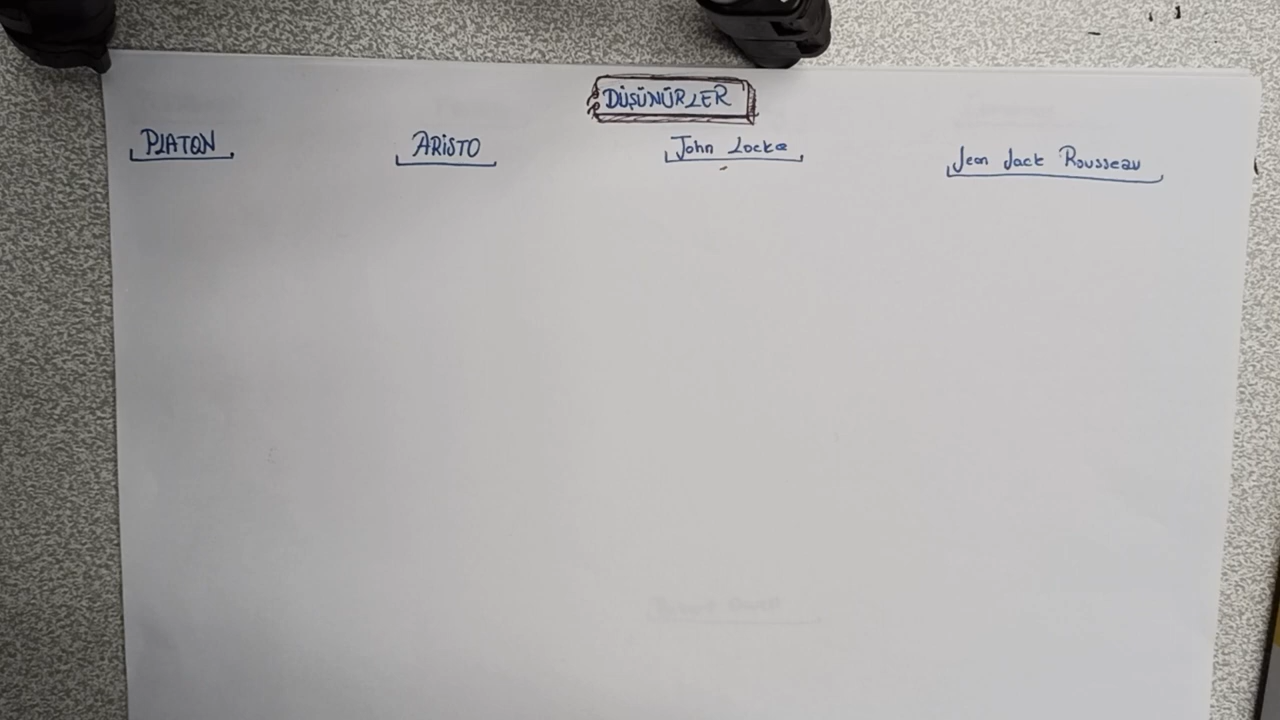 DÜŞÜNÜRLER
PLATON
ARİSTO
John Locke
Jean Jack Rousseau